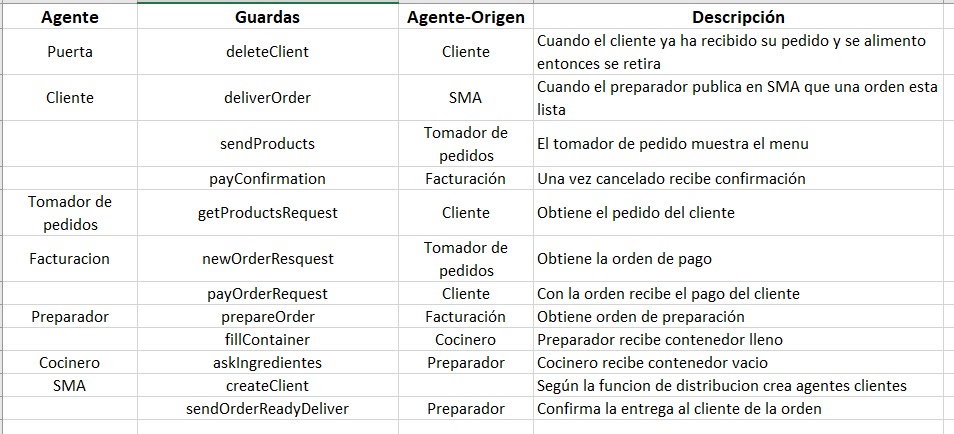 Agente Guardas Agente-Origen Descripción
Puerta deleteClient Cliente Cuando el cliente ya ha recibido su pedido y se alimento
entonces se retira
Cliente deliverOrder SMA Cuando el preparador publica en SMA que una orden esta
lista
sendProducts Tomador de
pedidos El tomador de pedido muestra el menu
payConfirmation Facturación Una vez cancelado recibe confirmación
Tomador de
pedidos getProductsRequest Cliente Obtiene el pedido del cliente
Facturacion newOrderResquest Tomador de
pedidos Obtiene la orden de pago
payOrderRequest Cliente Con la orden recibe el pago del cliente
Preparador prepareOrder Facturación Obtiene orden de preparación
fillContainer Cocinero Preparador recibe contenedor lleno
Cocinero askIngredientes Preparador Cocinero recibe contenedor vacio
SMA createClient Según la funcion de distribucion crea agentes clientes
sendOrderReadyDeliver Preparador Confirma la entrega al cliente de la orden